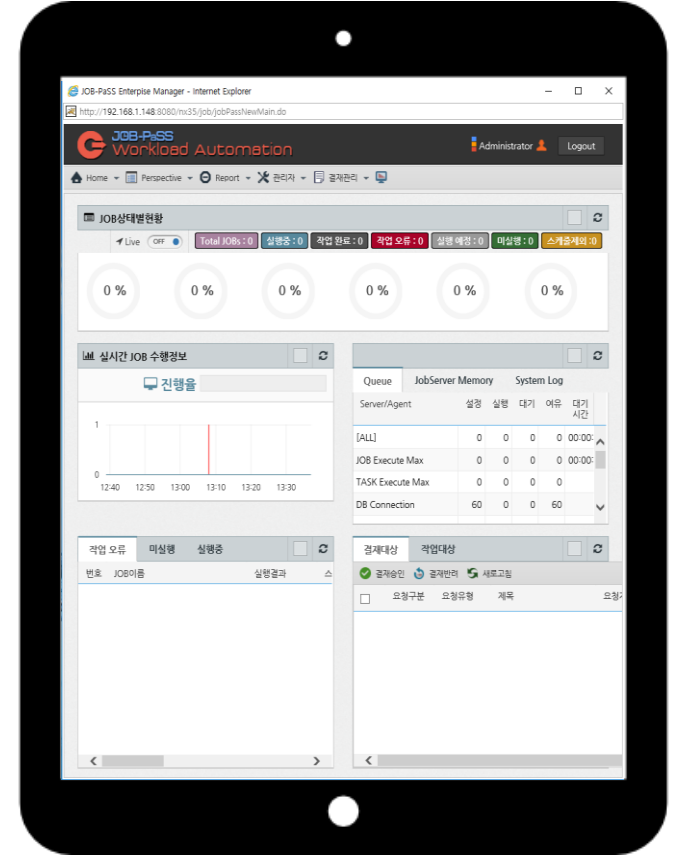 JOB-PaSS Enterpise Manager - Internet Explorer
http://192.168.1.148:8080/nx35/job/jobPassNewMain.do
JOB-PaSS
Workload Automation
Administrator
Logout
Home Perspective Report 관리자 결재관리
JOB상태별현황
Live OFF Total JOBs : 0 실행중 : 0 작업 완료 : 0 작업 오류 : 0 실행 예정 : 0 미실행 : 0 스케줄제외 :0
0 % 0 % 0 % 0 % 0 % 0 %
실시간 JOB 수행정보
진행율
1
0
12:40 12:50 13:00 13:10 13:20 13:30
Queue JobServer Memory System Log
Server/Agent 설정 실행 대기 여유 대기
시간
[ALL] 0 0 0 0 00:00:
JOB Execute Max 0 0 0 0 00:00:
TASK Execute Max 0 0 0 0
DB Connection 60 0 0 60
작업 오류 미실행 실행중
번호 JOB이름 실행결과 스
결재대상 작업대상
결재승인 결재반려 새로고침
요청구분 요청유형 제목